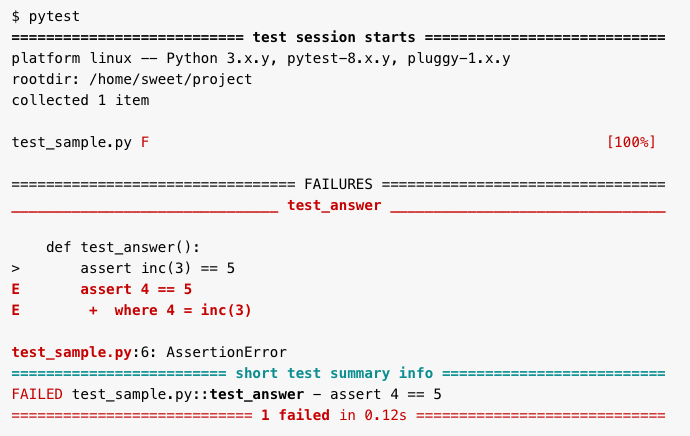 $ pytest
=========================== test session starts ============================
platform linux -- Python 3.x.y, pytest-8.x.y, pluggy-1.x.y
rootdir: /home/sweet/project
collected 1 item

test_sample.py F                                                     [100%]

================================= FAILURES =================================
_______________________________ test_answer ________________________________

    def test_answer():
>       assert inc(3) == 5
E       assert 4 == 5
E        +  where 4 = inc(3)

test_sample.py:6: AssertionError
========================= short test summary info ==========================
FAILED test_sample.py::test_answer - assert 4 == 5
============================ 1 failed in 0.12s =============================